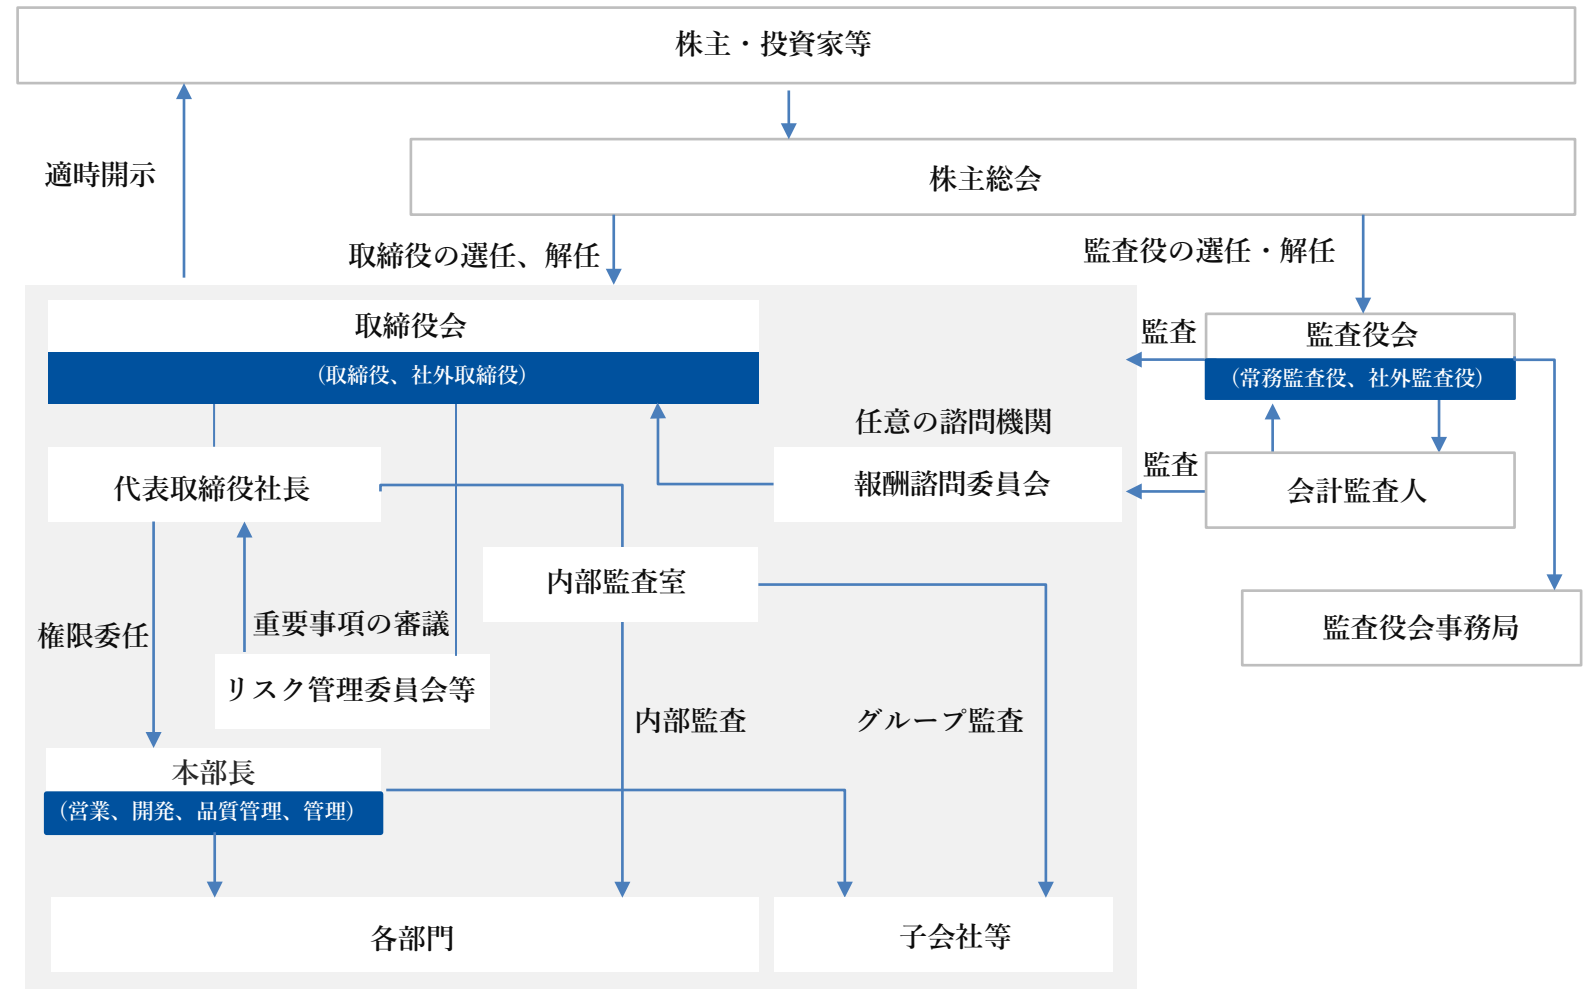 株主・投資家等
適時開示
株主総会
取締役の選任、解任
監査役の選任・解任
取締役会
（取締役、社外取締役）
監査
監査役会
（常務監査役、社外監査役）
任意の諮問機関
報酬諮問委員会
代表取締役社長
監査
会計監査人
内部監査室
監査役会事務局
権限委任
重要事項の審議
リスク管理委員会等
内部監査
グループ監査
本部長
（営業、開発、品質管理、管理）
各部門
子会社等